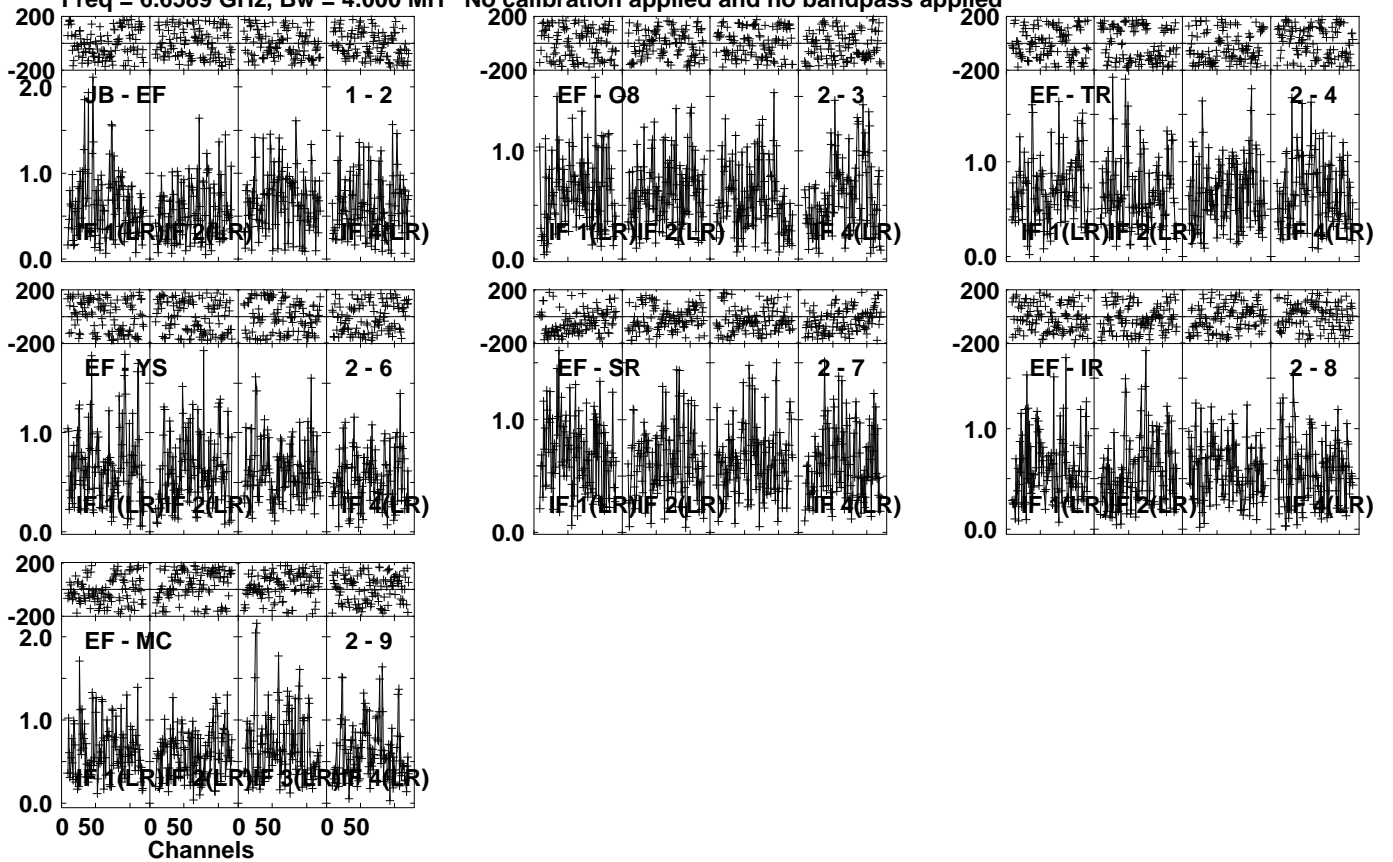 Freq = 6.6589 GHz, Bw = 4.000 MH No calibration applied and no bandpass applied
200
-200
2.0
1.0
0.0
JB - EF 1 - 2
IF 1(LR) IF 2(LR) IF 4(LR)
200
-200
1.0
0.0
EF - O8 2 - 3
IF 1(LR) IF 2(LR) IF 4(LR)
200
-200
1.0
0.0
EF - TR 2 - 4
IF 1(LR) IF 2(LR) IF 4(LR)
200
-200
1.0
0.0
EF - YS 2 - 6
IF 1(LR) IF 2(LR) IF 4(LR)
200
-200
1.0
0.0
EF - SR 2 - 7
IF 1(LR) IF 2(LR) IF 4(LR)
200
-200
1.0
0.0
EF - IR 2 - 8
IF 1(LR) IF 2(LR) IF 4(LR)
200
-200
2.0
1.0
0.0
EF - MC 2 - 9
IF 1(LR) IF 2(LR) IF 3(LR) IF 4(LR)
0 50 0 50 0 50 0 50
Channels